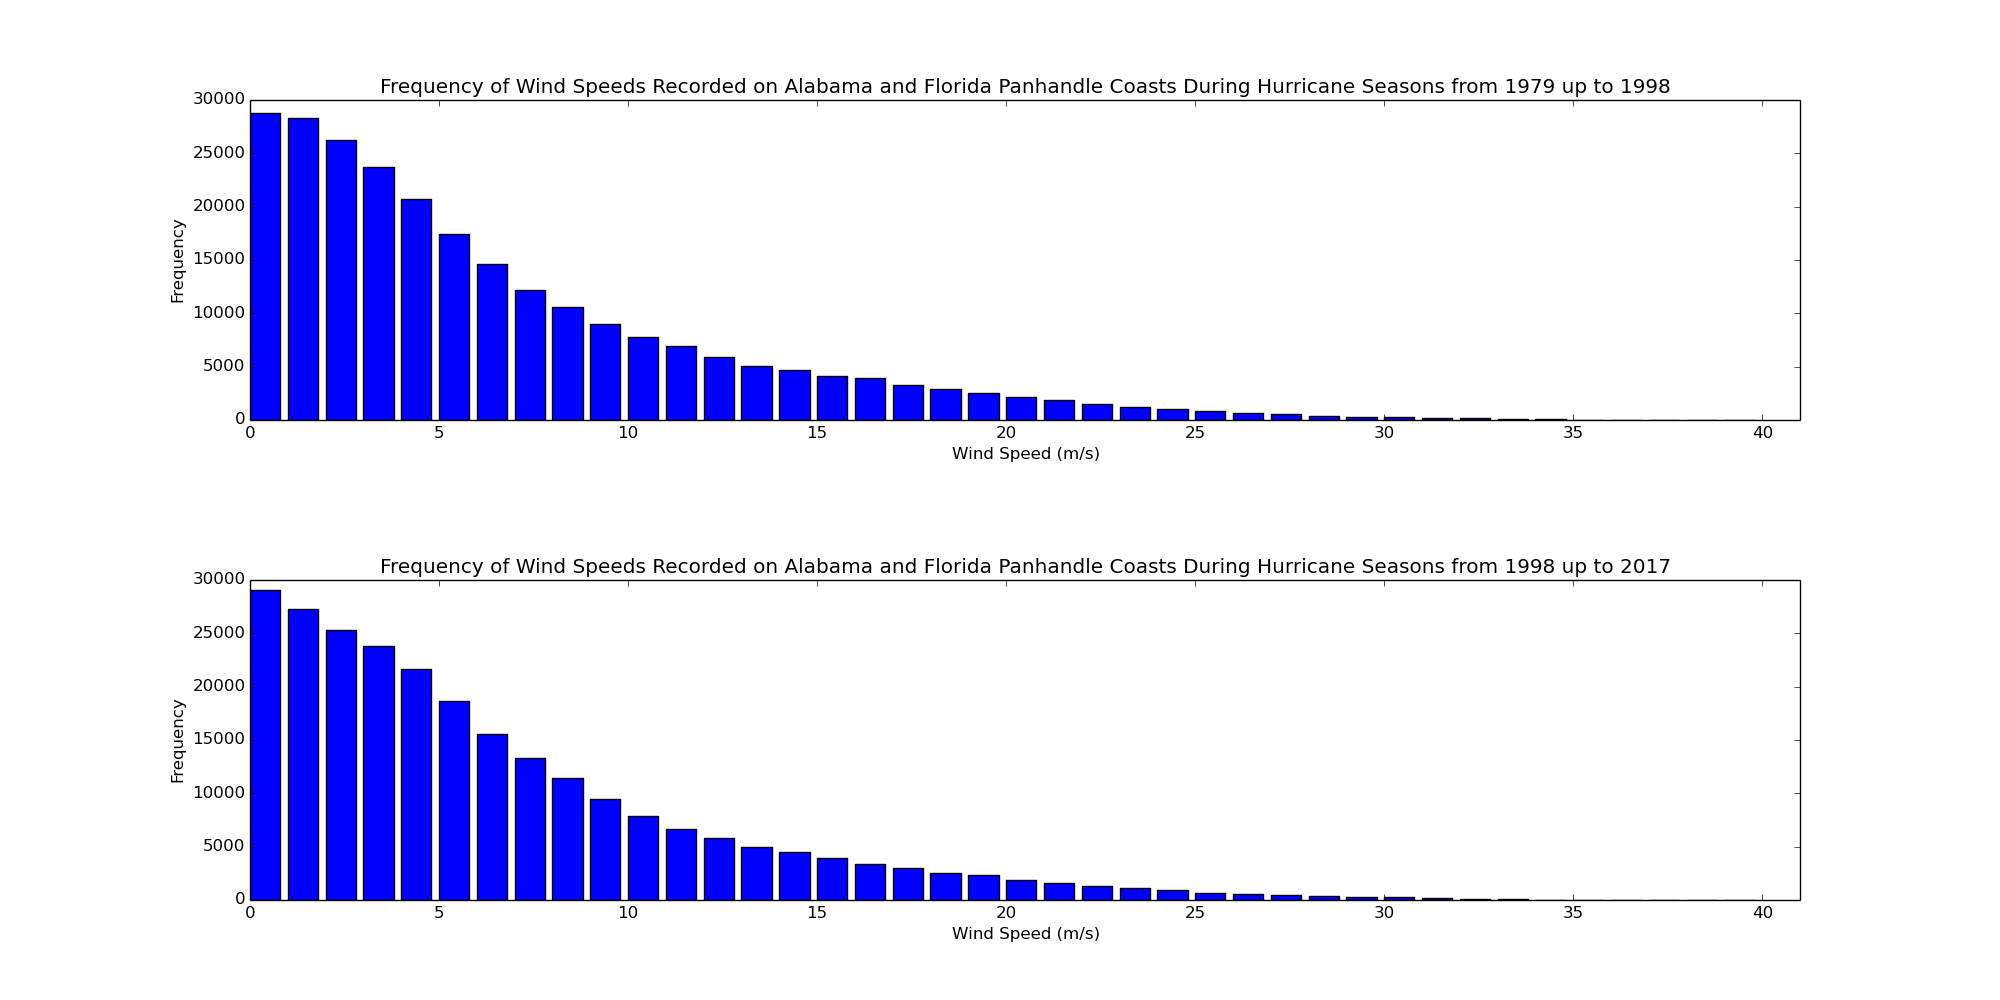 Frequency of Wind Speeds Recorded on Alabama and Florida Panhandle Coasts During Hurricane Seasons from 1979 up to 1998
30000
25000
20000
15000
10000
5000
0
Frequency
0 5 10 15 20 25 30 35 40
Wind Speed (m/s)
Frequency of Wind Speeds Recorded on Alabama and Florida Panhandle Coasts During Hurricane Seasons from 1998 up to 2017
30000
25000
20000
15000
10000
5000
0
Frequency
0 5 10 15 20 25 30 35 40
Wind Speed (m/s)